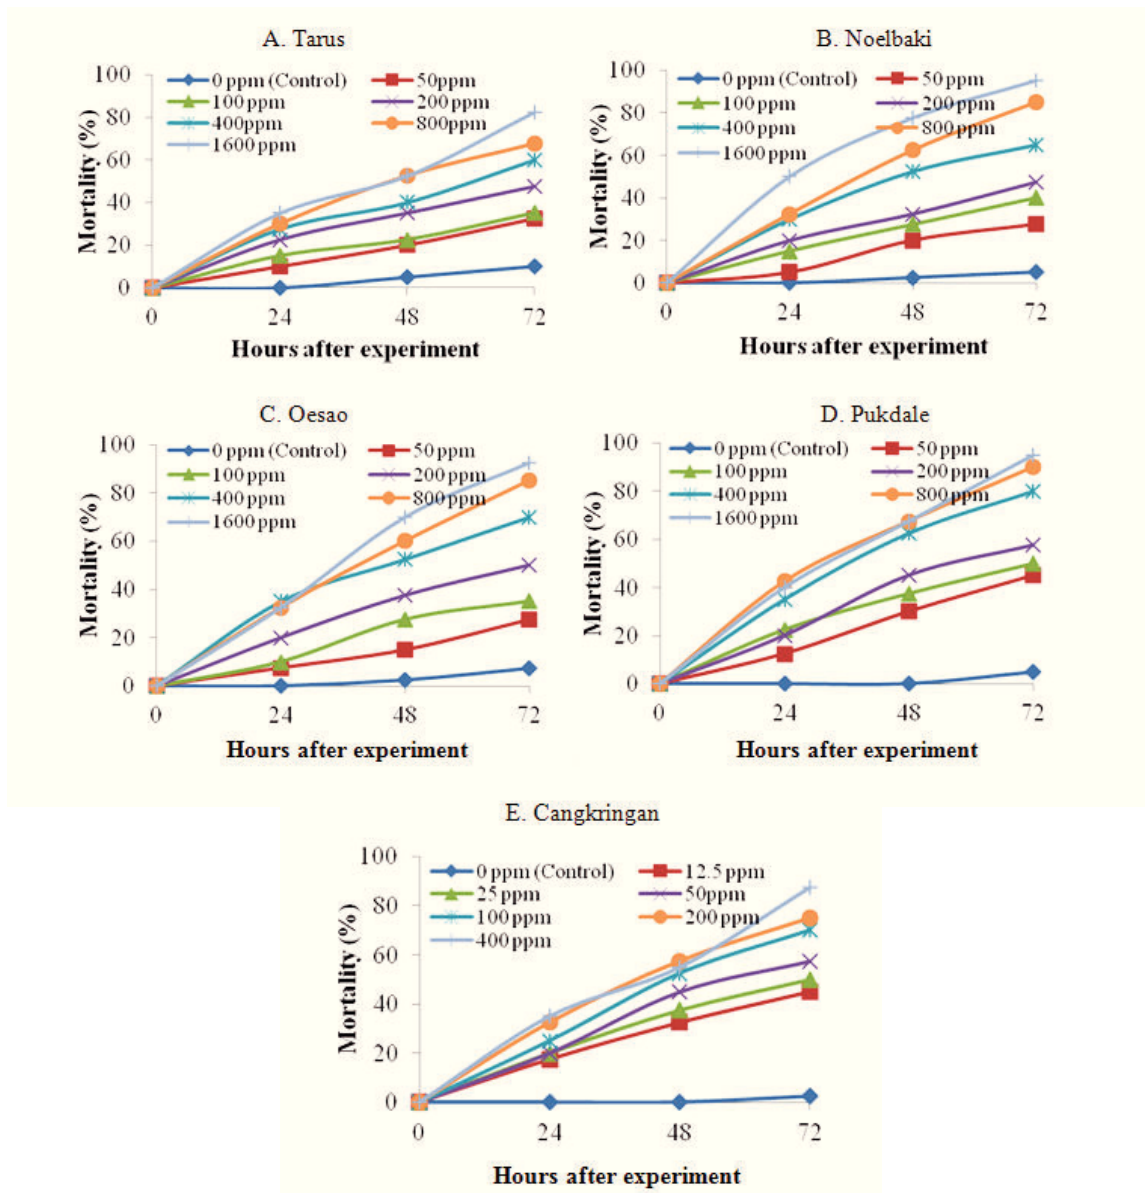 A. Tarus
0 ppm (Control) 50ppm
100 ppm 200 ppm
400ppm 800ppm
1600 ppm
Mortality (%)
100
80
60
40
20
0
0 24 48 72
Hours after experiment
B. Noelbaki
0 ppm (Control) 50 ppm
100 ppm 200 ppm
400 ppm 800 ppm
1600 ppm
Mortality (%)
100
80
60
40
20
0
0 24 48 72
Hours after experiment
C. Oesao
0 ppm (Control) 50 ppm
100 ppm 200 ppm
400 ppm 800 ppm
1600 ppm
Mortality (%)
100
80
60
40
20
0
0 24 48 72
Hours after experiment
D. Pukdale
0 ppm (Control) 50 ppm
100 ppm 200 ppm
400 ppm 800 ppm
1600 ppm
Mortality (%)
100
80
60
40
20
0
0 24 48 72
Hours after experiment
E. Cangkringan
0 ppm (Control) 12.5 ppm
25 ppm 50ppm
100 ppm 200 ppm
400 ppm
Mortality (%)
100
80
60
40
20
0
0 24 48 72
Hours after experiment